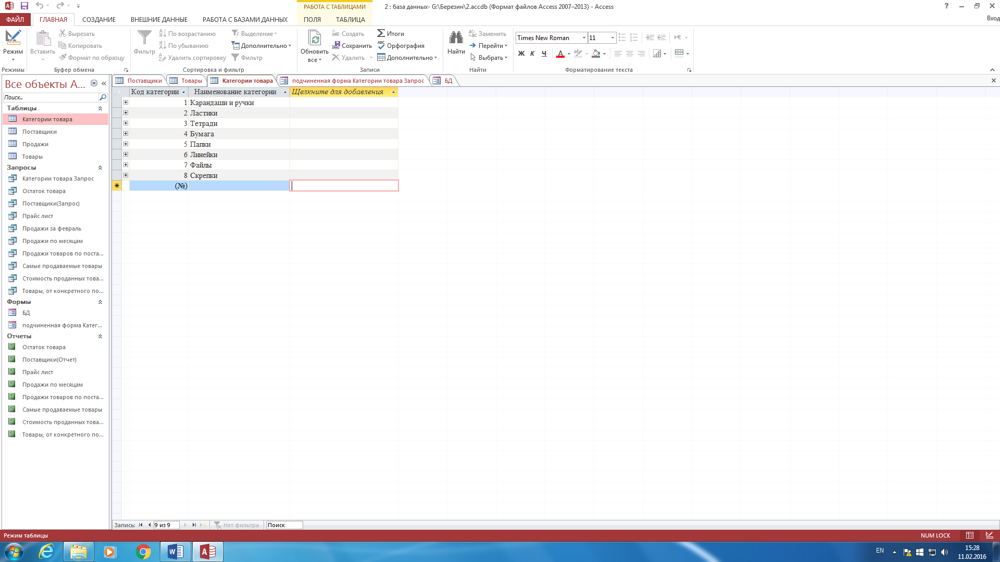 РАБОТА С ТАБЛИЦАМИ
2 : база данных- G:\Березин\2.accdb (Формат файлов Access 2007–2013) - Access
ФАЙЛ ГЛАВНАЯ СОЗДАНИЕ ВНЕШНИЕ ДАННЫЕ РАБОТА С БАЗАМИ ДАННЫХ ПОЛЯ ТАБЛИЦА Вход
Режим
Режимы
Вставить
Вырезать
Копировать
Формат по образцу
Буфер обмена
Фильтр
По возрастанию
По убыванию
Удалить сортировку
Выделение
Дополнительно
Фильтр
Сортировка и фильтр
Обновить
все
Создать
Сохранить
Удалить
Итоги
Орфография
Дополнительно
Записи
Найти
Заменить
Перейти
Выбрать
Найти
Times New Roman 11
Ж К Ч А
Форматирование текста
Все объекты A...
Поиск...
Таблицы
Категории товара
Поставщики
Продажи
Товары
Запросы
Категории товара Запрос
Остаток товара
Поставщики(Запрос)
Прайс лист
Продажи за февраль
Продажи по месяцам
Продажи товаров по поста...
Самые продаваемые товары
Стоимость проданных това...
Товары, от конкретного по...
Формы
БД
подчиненная форма Катег...
Отчеты
Остаток товара
Поставщики(Отчет)
Прайс лист
Продажи по месяцам
Продажи товаров по поста...
Самые продаваемые товары
Стоимость проданных това...
Товары, от конкретного по...
Поставщики Товары Категории товара подчиненная форма Категории товара Запрос БД
Код категории Наименование категории Щелкните для добавления
1 Карандаши и ручки
2 Ластики
3 Тетради
4 Бумага
5 Папки
6 Линейки
7 Файлы
8 Скрепки
(№)
Запись: 9 из 9 Нет фильтра Поиск
Режим таблицы NUM LOCK
EN
15:28
11.02.2016